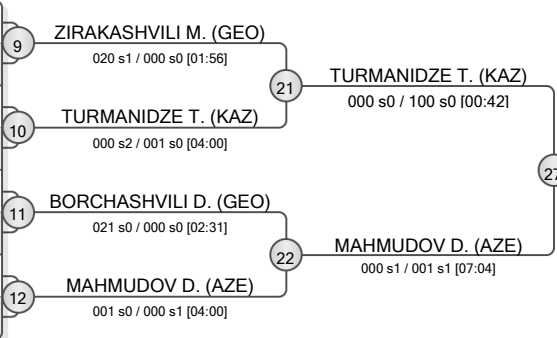 ZIRAKASHVILI M. (GEO)
9
020 s1 / 000 s0 [01:56]
21
TURMANIDZE T. (KAZ)
000 s0 / 100 s0 [00:42]
TURMANIDZE T. (KAZ)
10
000 s2 / 001 s0 [04:00]
27
BORCHASHVILI D. (GEO)
11
021 s0 / 000 s0 [02:31]
22
MAHMUDOV D. (AZE)
000 s1 / 001 s1 [07:04]
MAHMUDOV D. (AZE)
12
001 s0 / 000 s1 [04:00]